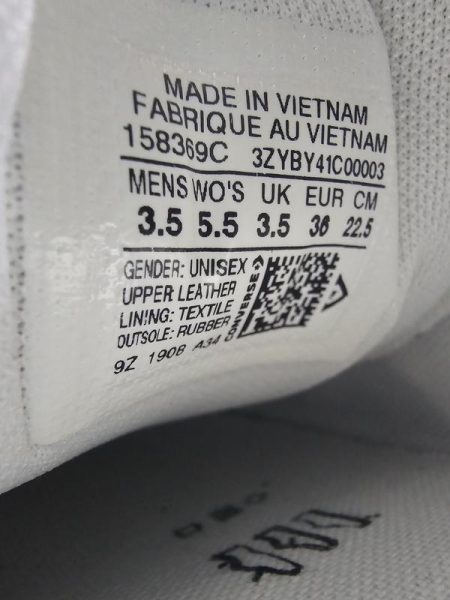 MADE IN VIETNAM
FABRIQUE AU VIETNAM
158369C 3ZYBY41C00003
MENS WO'S UK EUR CM
3.5 5.5 3.5 36 22.5
GENDER: UNISEX
UPPER: LEATHER
LINING: TEXTILE
OUTSOLE: RUBBER
9Z 1908 A34
CONVERSE